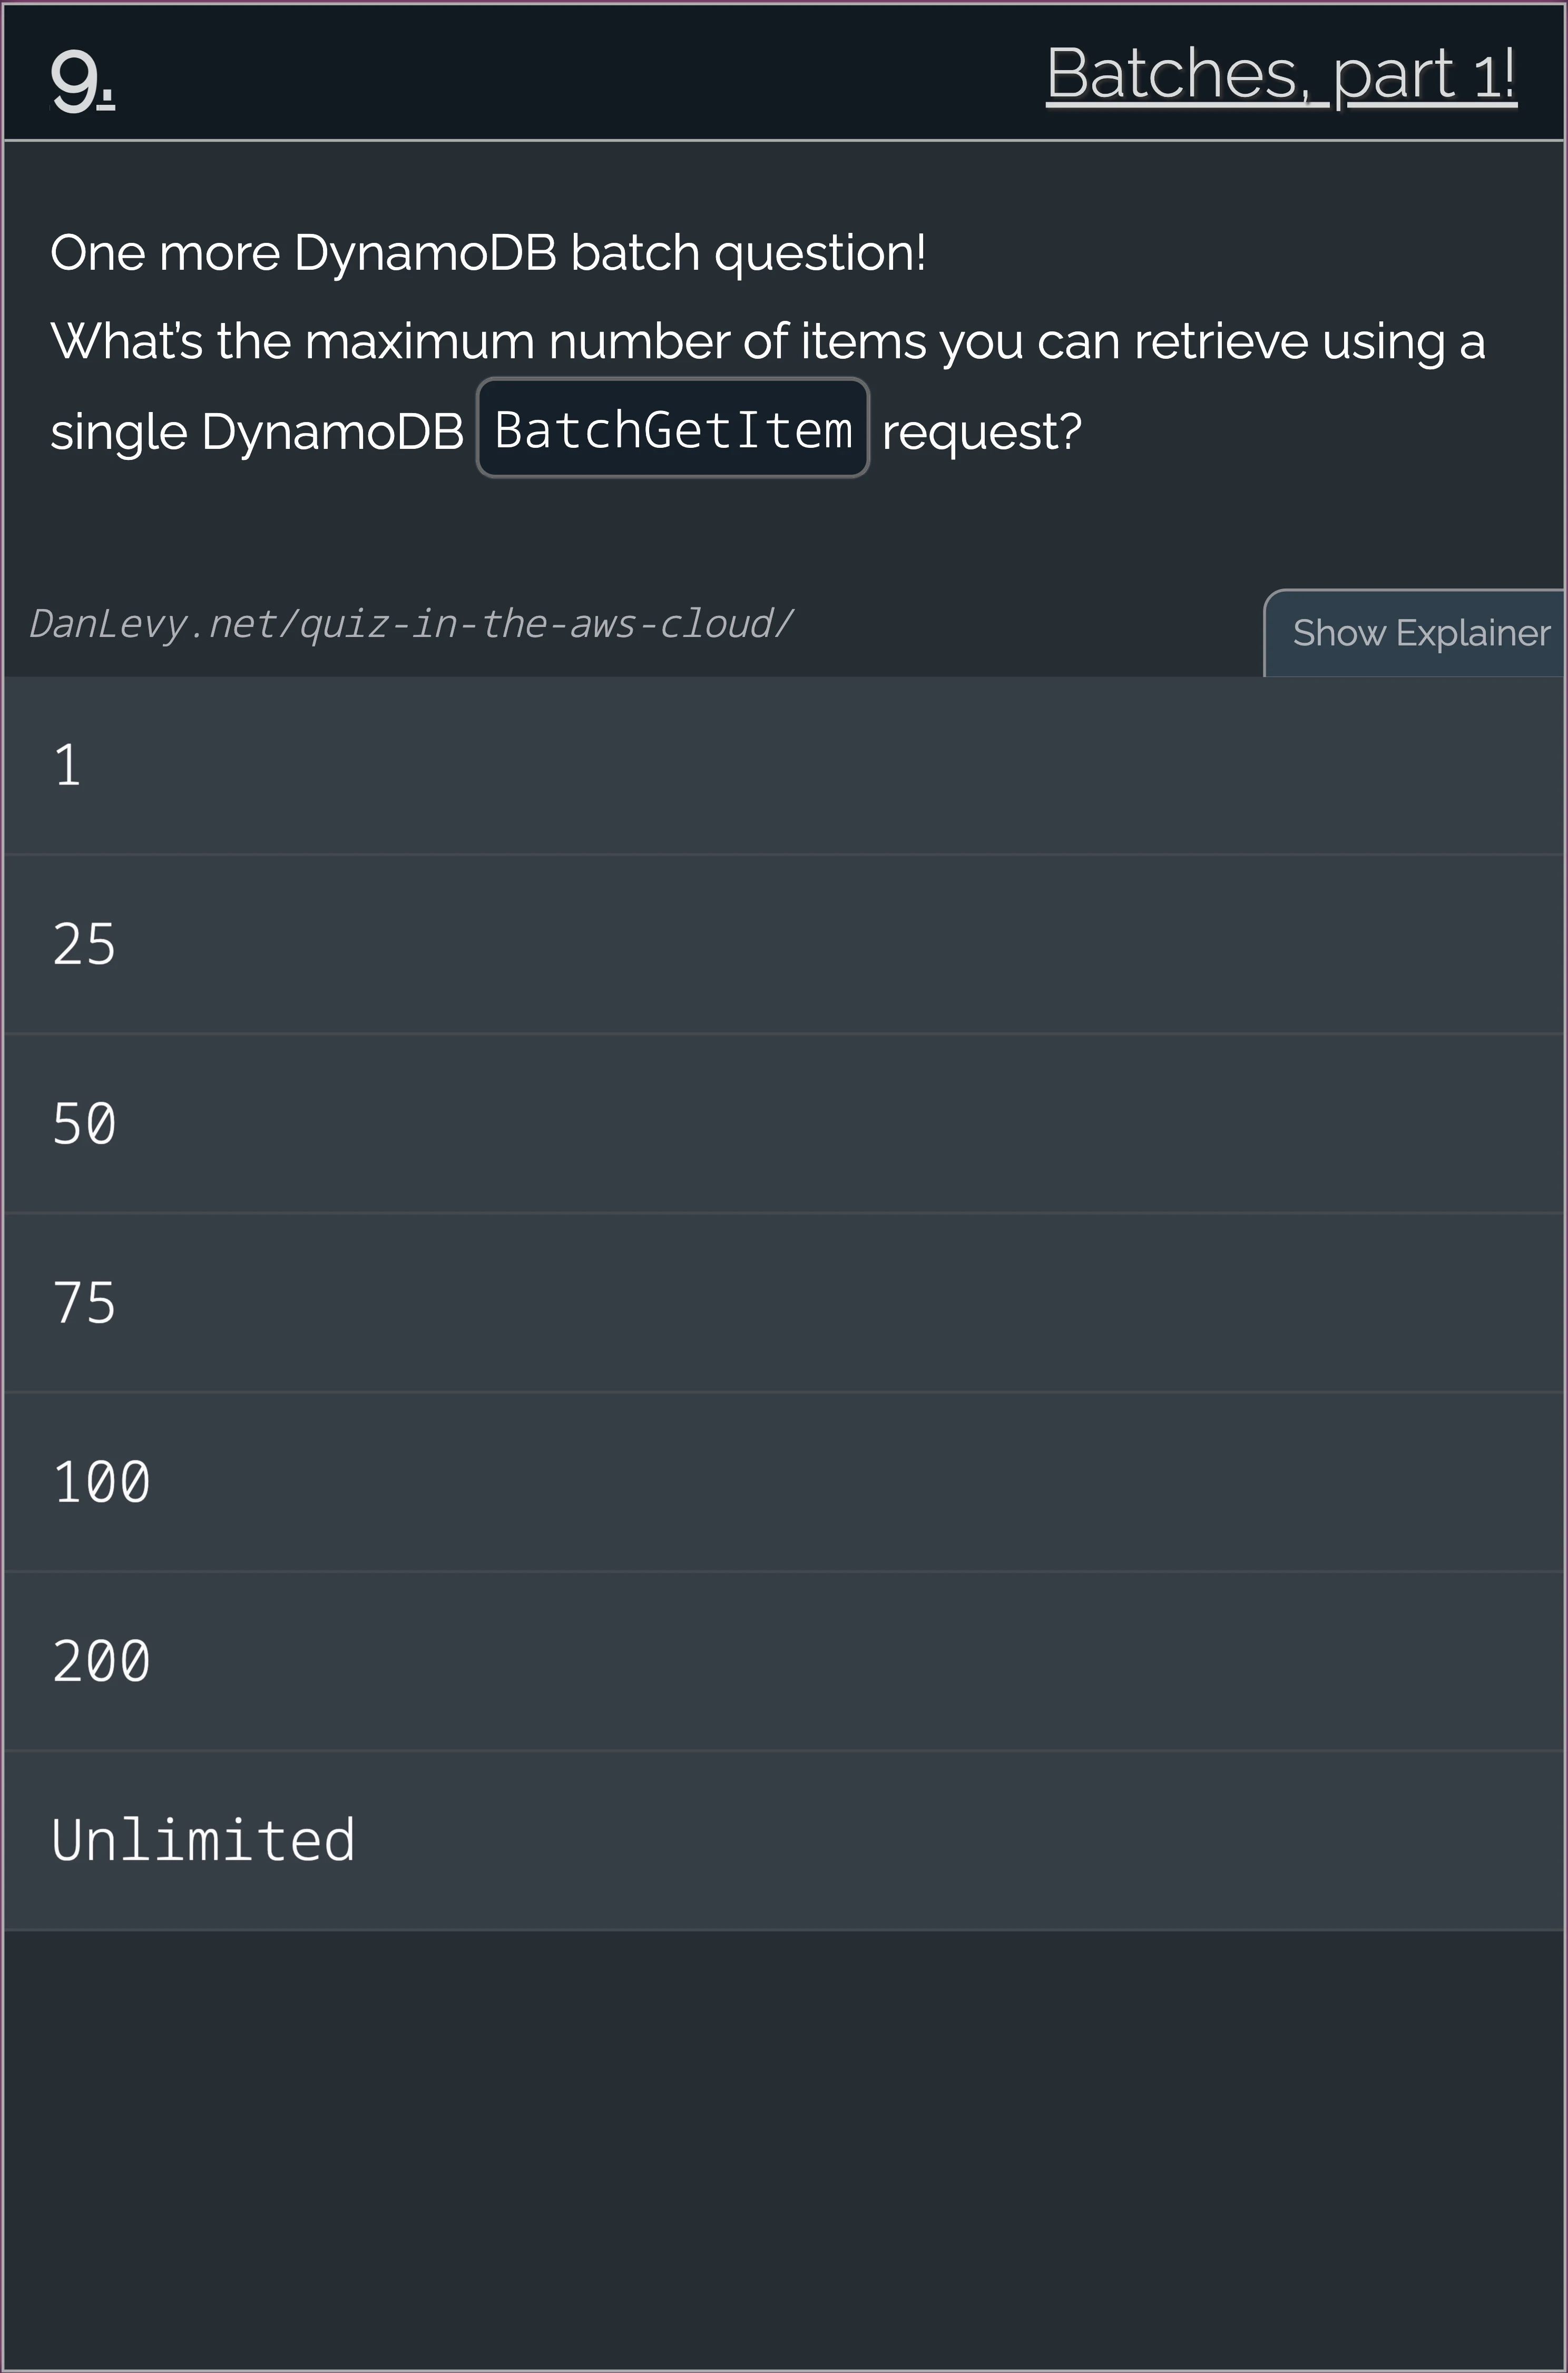 9.
Batches, part 1!
One more DynamoDB batch question!
What’s the maximum number of items you can retrieve using a
single DynamoDB BatchGetItem request?
DanLevy.net/quiz-in-the-aws-cloud/
Show Explainer
1
25
50
75
100
200
Unlimited